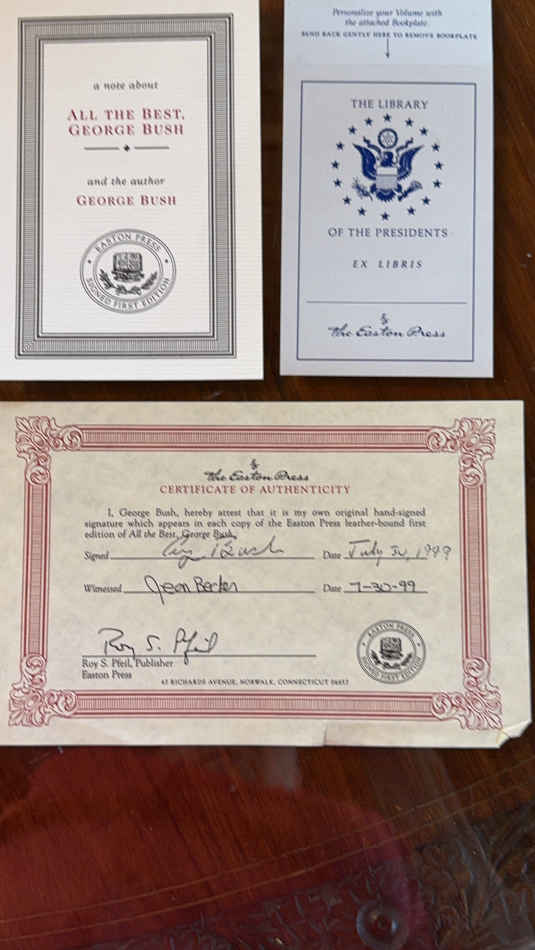 a note about
ALL THE BEST,
GEORGE BUSH
and the author
GEORGE BUSH
EASTON PRESS
SIGNED FIRST EDITION
Personalize your Volume with
the attached Bookplate.
BEND BACK GENTLY HERE TO REMOVE BOOKPLATE
THE LIBRARY
OF THE PRESIDENTS
EX LIBRIS
The Easton Press
The Easton Press
CERTIFICATE OF AUTHENTICITY
I, George Bush, hereby attest that it is my own original hand-signed
signature which appears in each copy of the Easton Press leather-bound first
edition of All the Best, George Bush.
Signed G Bush Date July 30, 1999
Witnessed Jean Becker Date 7-30-99
Roy S. Pfeil
Roy S. Pfeil, Publisher
Easton Press
47 RICHARDS AVENUE, NORWALK, CONNECTICUT 06857
EASTON PRESS
SIGNED FIRST EDITION